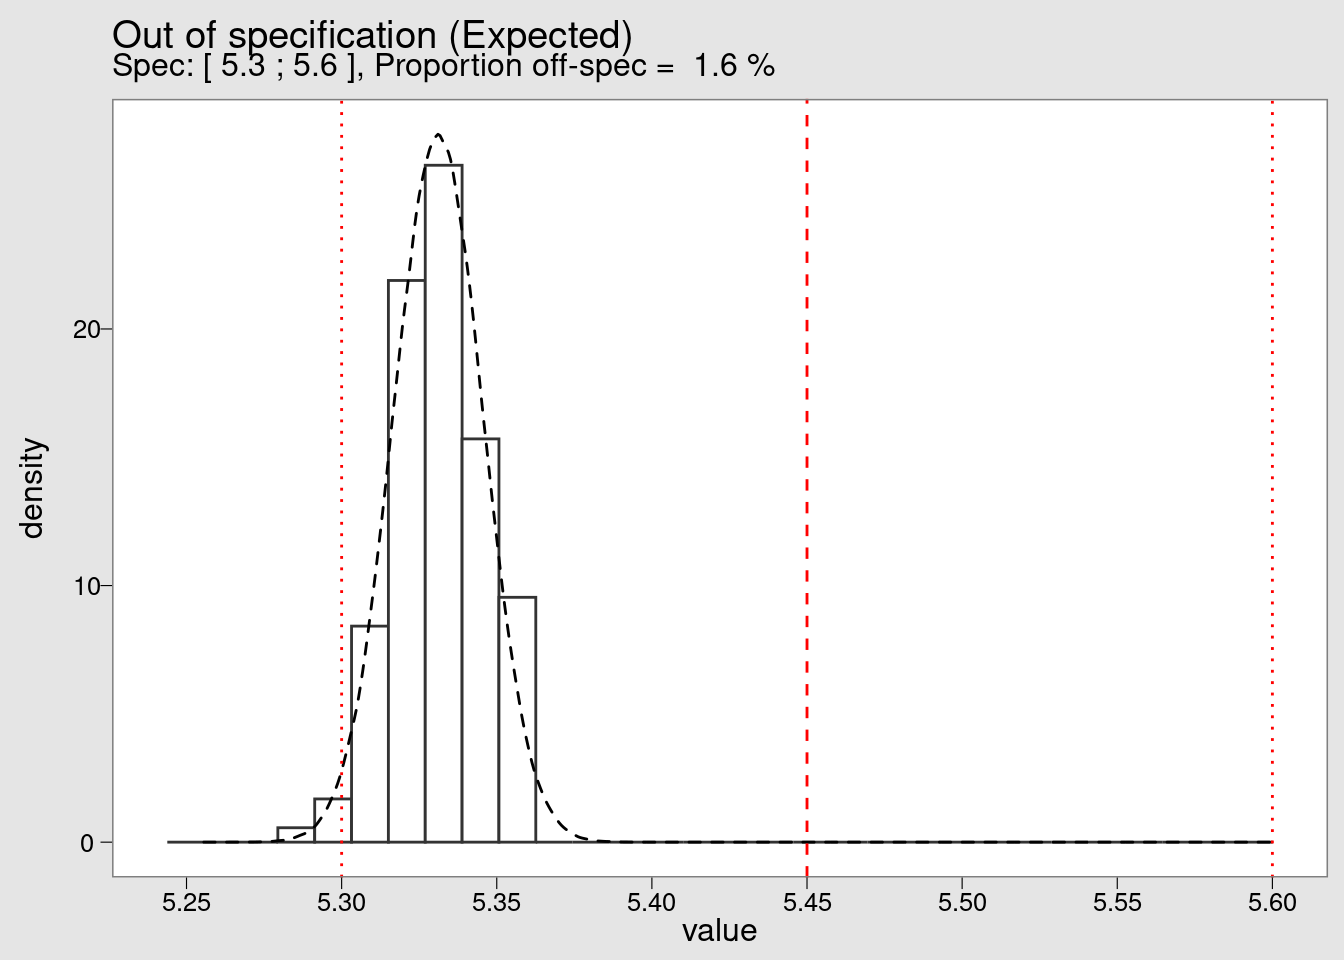 Out of specification (Expected)
Spec: [ 5.3 ; 5.6 ], Proportion off-spec =  1.6 %
density
20
10
0
5.25 5.30 5.35 5.40 5.45 5.50 5.55 5.60
value